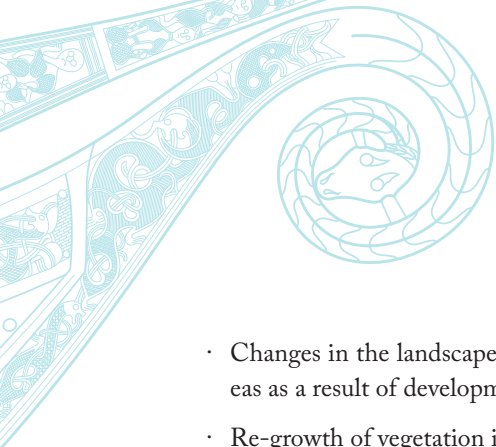 · Changes in the landscape
eas as a result of developm
· Re-growth of vegetation i